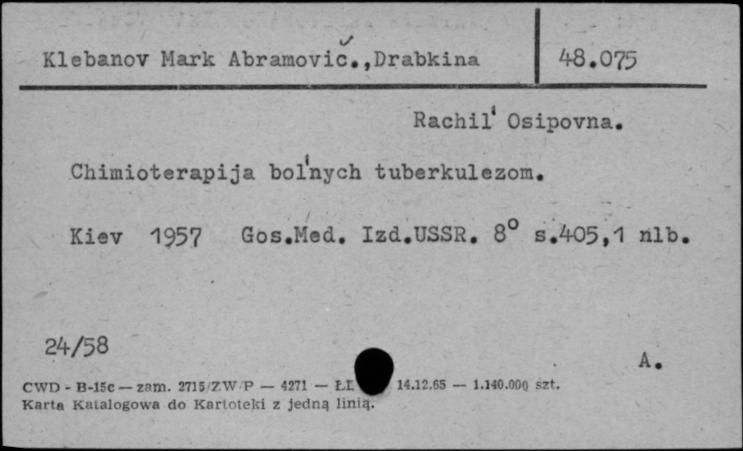 Klebanov Mark Abramovič.,Drabkina 48.075
Rachil' Osipovna.
Chimioterapija bol'nych tuberkulezom.
Kiev 1957 Gos.Med. Izd.USSR. 8° s.405,1 nlb.
24/58
A.
CWD - B-15c — zam. 2715/ZW/P — 4271 — 14.12.65 — 1.140.000 szt.
Karta Katalogowa do Kartoteki z jedną linią.